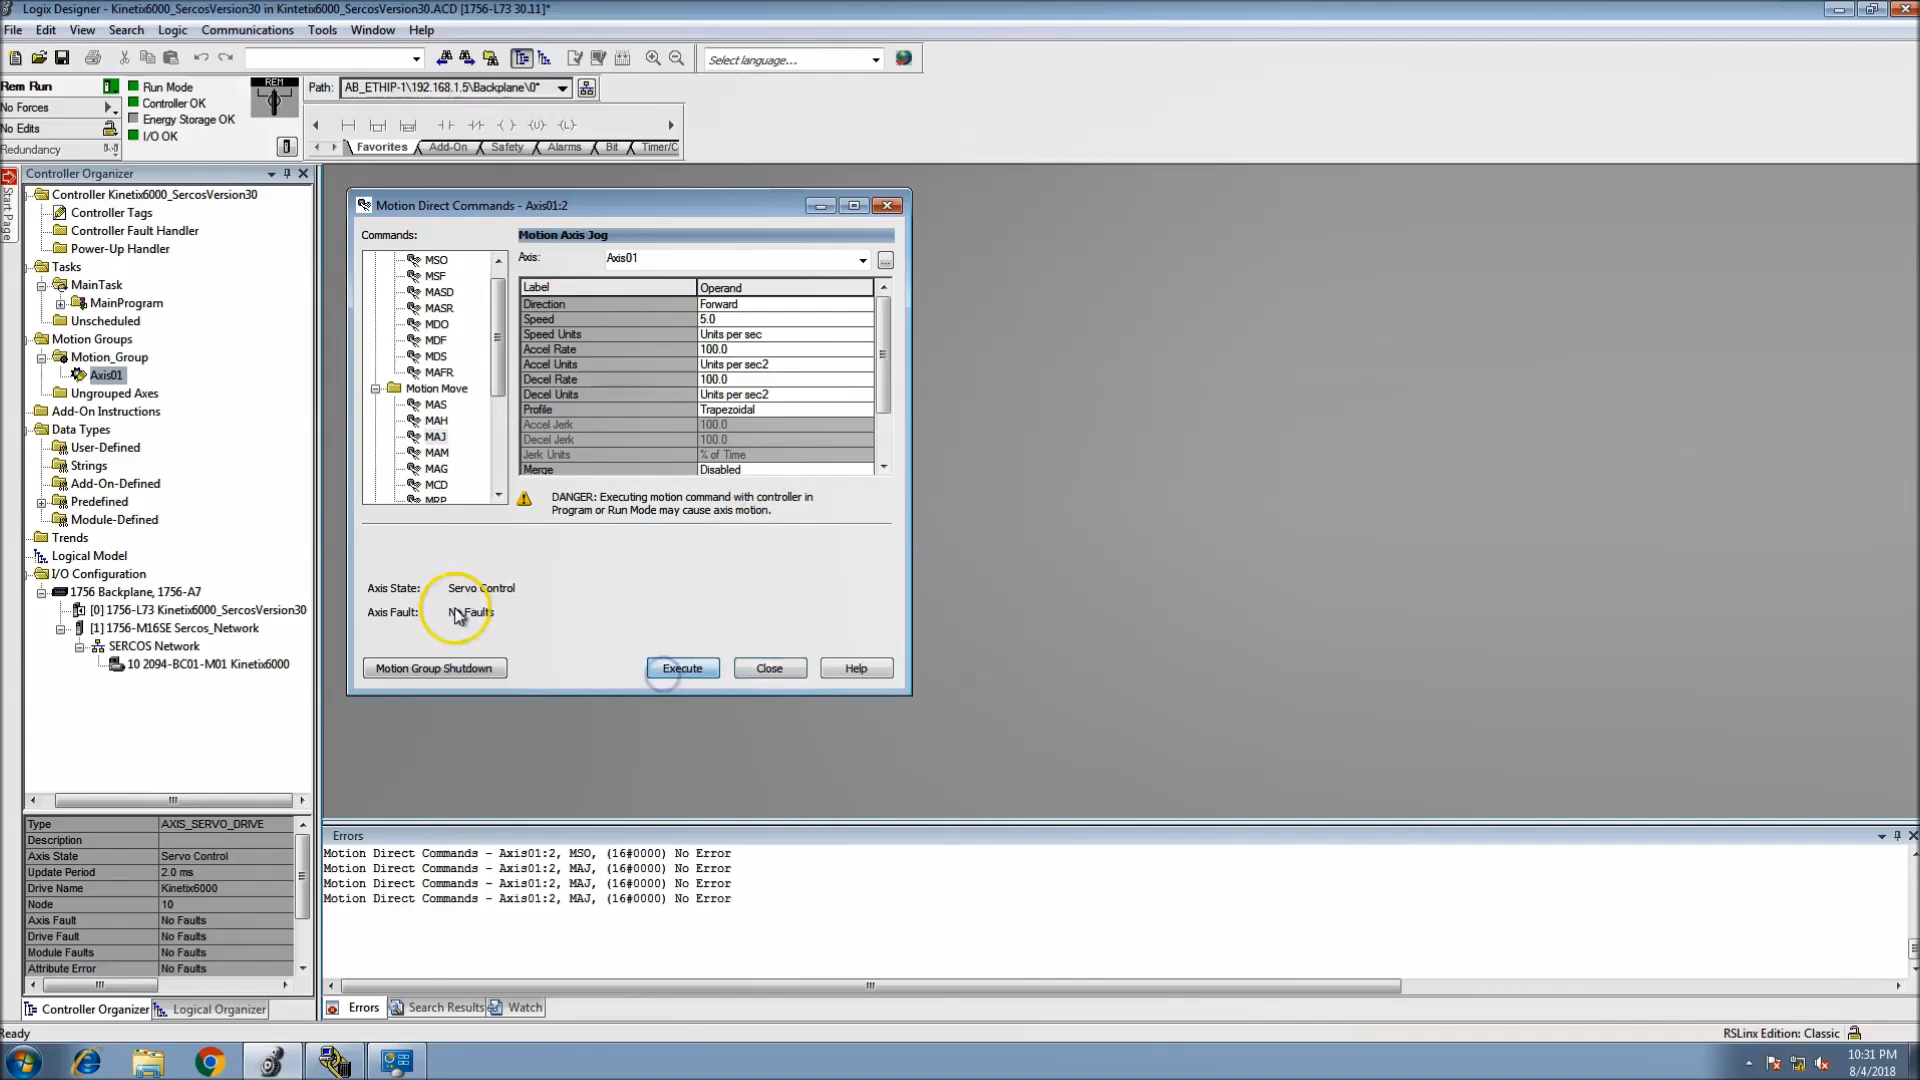 Logix Designer - Kinetix6000_SercosVersion30 in Kintetix6000_SercosVersion30.ACD [1756-L73 30.11]*
File Edit View Search Logic Communications Tools Window Help
Select language...
Rem Run
No Forces
No Edits
Redundancy
Run Mode
Controller OK
Energy Storage OK
I/O OK
REM
Path: AB_ETHIP-1\192.168.1.5\Backplane\0*
Favorites Add-On Safety Alarms Bit Timer/C
Start Page
Controller Organizer
Controller Kinetix6000_SercosVersion30
Controller Tags
Controller Fault Handler
Power-Up Handler
Tasks
MainTask
MainProgram
Unscheduled
Motion Groups
Motion_Group
Axis01
Ungrouped Axes
Add-On Instructions
Data Types
User-Defined
Strings
Add-On-Defined
Predefined
Module-Defined
Trends
Logical Model
I/O Configuration
1756 Backplane, 1756-A7
[0] 1756-L73 Kinetix6000_SercosVersion30
[1] 1756-M16SE Sercos_Network
SERCOS Network
10 2094-BC01-M01 Kinetix6000
Type AXIS_SERVO_DRIVE
Description
Axis State Servo Control
Update Period 2.0 ms
Drive Name Kinetix6000
Node 10
Axis Fault No Faults
Drive Fault No Faults
Module Faults No Faults
Attribute Error No Faults
Controller Organizer Logical Organizer
Motion Direct Commands - Axis01:2
Commands:
MSO
MSF
MASD
MASR
MDO
MDF
MDS
MAFR
Motion Move
MAS
MAH
MAJ
MAM
MAG
MCD
MRP
Motion Axis Jog
Axis: Axis01 ...
Label Operand
Direction Forward
Speed 5.0
Speed Units Units per sec
Accel Rate 100.0
Accel Units Units per sec2
Decel Rate 100.0
Decel Units Units per sec2
Profile Trapezoidal
Accel Jerk 100.0
Decel Jerk 100.0
Jerk Units % of Time
Merge Disabled
DANGER: Executing motion command with controller in
Program or Run Mode may cause axis motion.
Axis State: Servo Control
Axis Fault: No Faults
Motion Group Shutdown Execute Close Help
Errors
Motion Direct Commands - Axis01:2, MSO, (16#0000) No Error
Motion Direct Commands - Axis01:2, MAJ, (16#0000) No Error
Motion Direct Commands - Axis01:2, MAJ, (16#0000) No Error
Motion Direct Commands - Axis01:2, MAJ, (16#0000) No Error
Errors Search Results Watch
Ready
RSLinx Edition: Classic
10:31 PM
8/4/2018